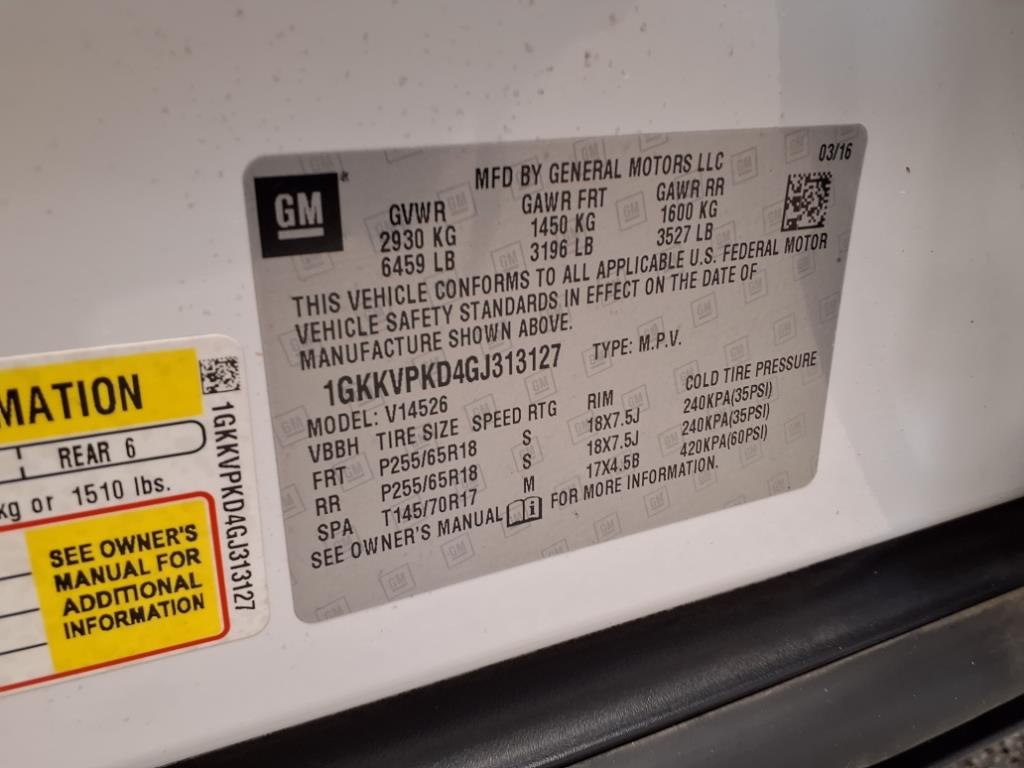 GM
MFD BY GENERAL MOTORS LLC
03/16
GVWR GAWR FRT GAWR RR
2930 KG 1450 KG 1600 KG
6459 LB 3196 LB 3527 LB
THIS VEHICLE CONFORMS TO ALL APPLICABLE U.S. FEDERAL MOTOR
VEHICLE SAFETY STANDARDS IN EFFECT ON THE DATE OF
MANUFACTURE SHOWN ABOVE.
1GKKVPKD4GJ313127 TYPE: M.P.V.
MODEL: V14526
VBBH TIRE SIZE SPEED RTG RIM COLD TIRE PRESSURE
FRT P255/65R18 S 18X7.5J 240KPA(35PSI)
RR P255/65R18 S 18X7.5J 240KPA(35PSI)
SPA T145/70R17 M 17X4.5B 420KPA(60PSI)
SEE OWNER'S MANUAL FOR MORE INFORMATION.
MATION
REAR 6
kg or 1510 lbs.
SEE OWNER'S
MANUAL FOR
ADDITIONAL
INFORMATION
1GKKVPKD4GJ313127